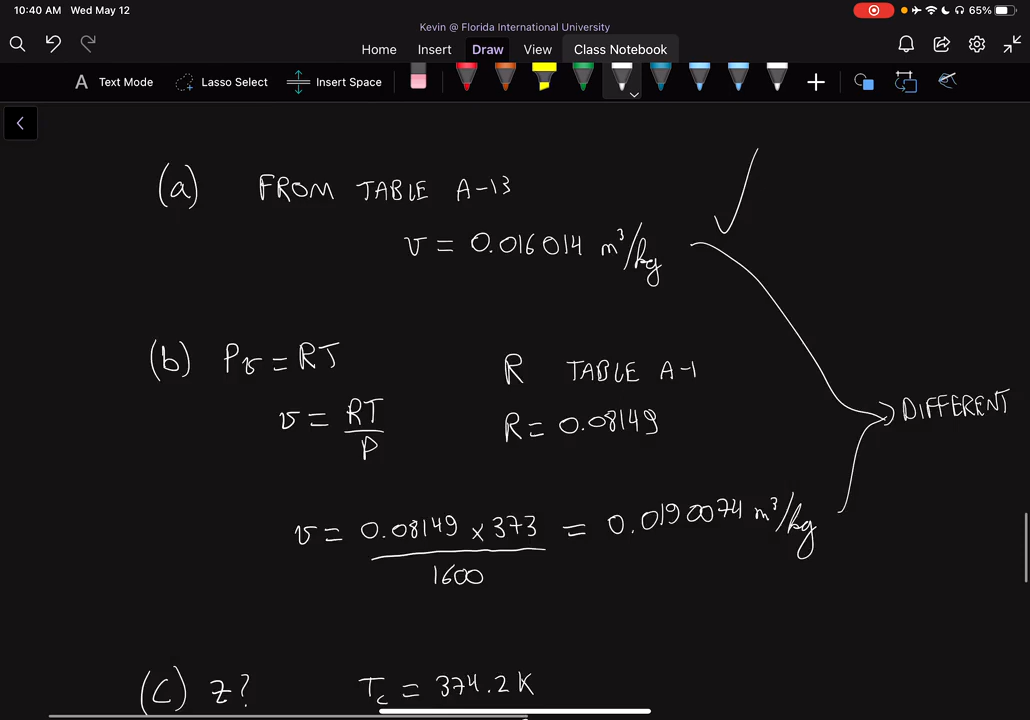 10:40 AM Wed May 12 65%
Kevin @ Florida International University
Home Insert Draw View Class Notebook
A Text Mode Lasso Select Insert Space
(a) FROM TABLE A-13
v = 0.016014 m³/kg
(b) Pv = RT R TABLE A-1
v = RT/P R = 0.08149
DIFFERENT
v = 0.08149 x 373 / 1600 = 0.0190074 m³/kg
(C) Z? Tc = 374.2 K